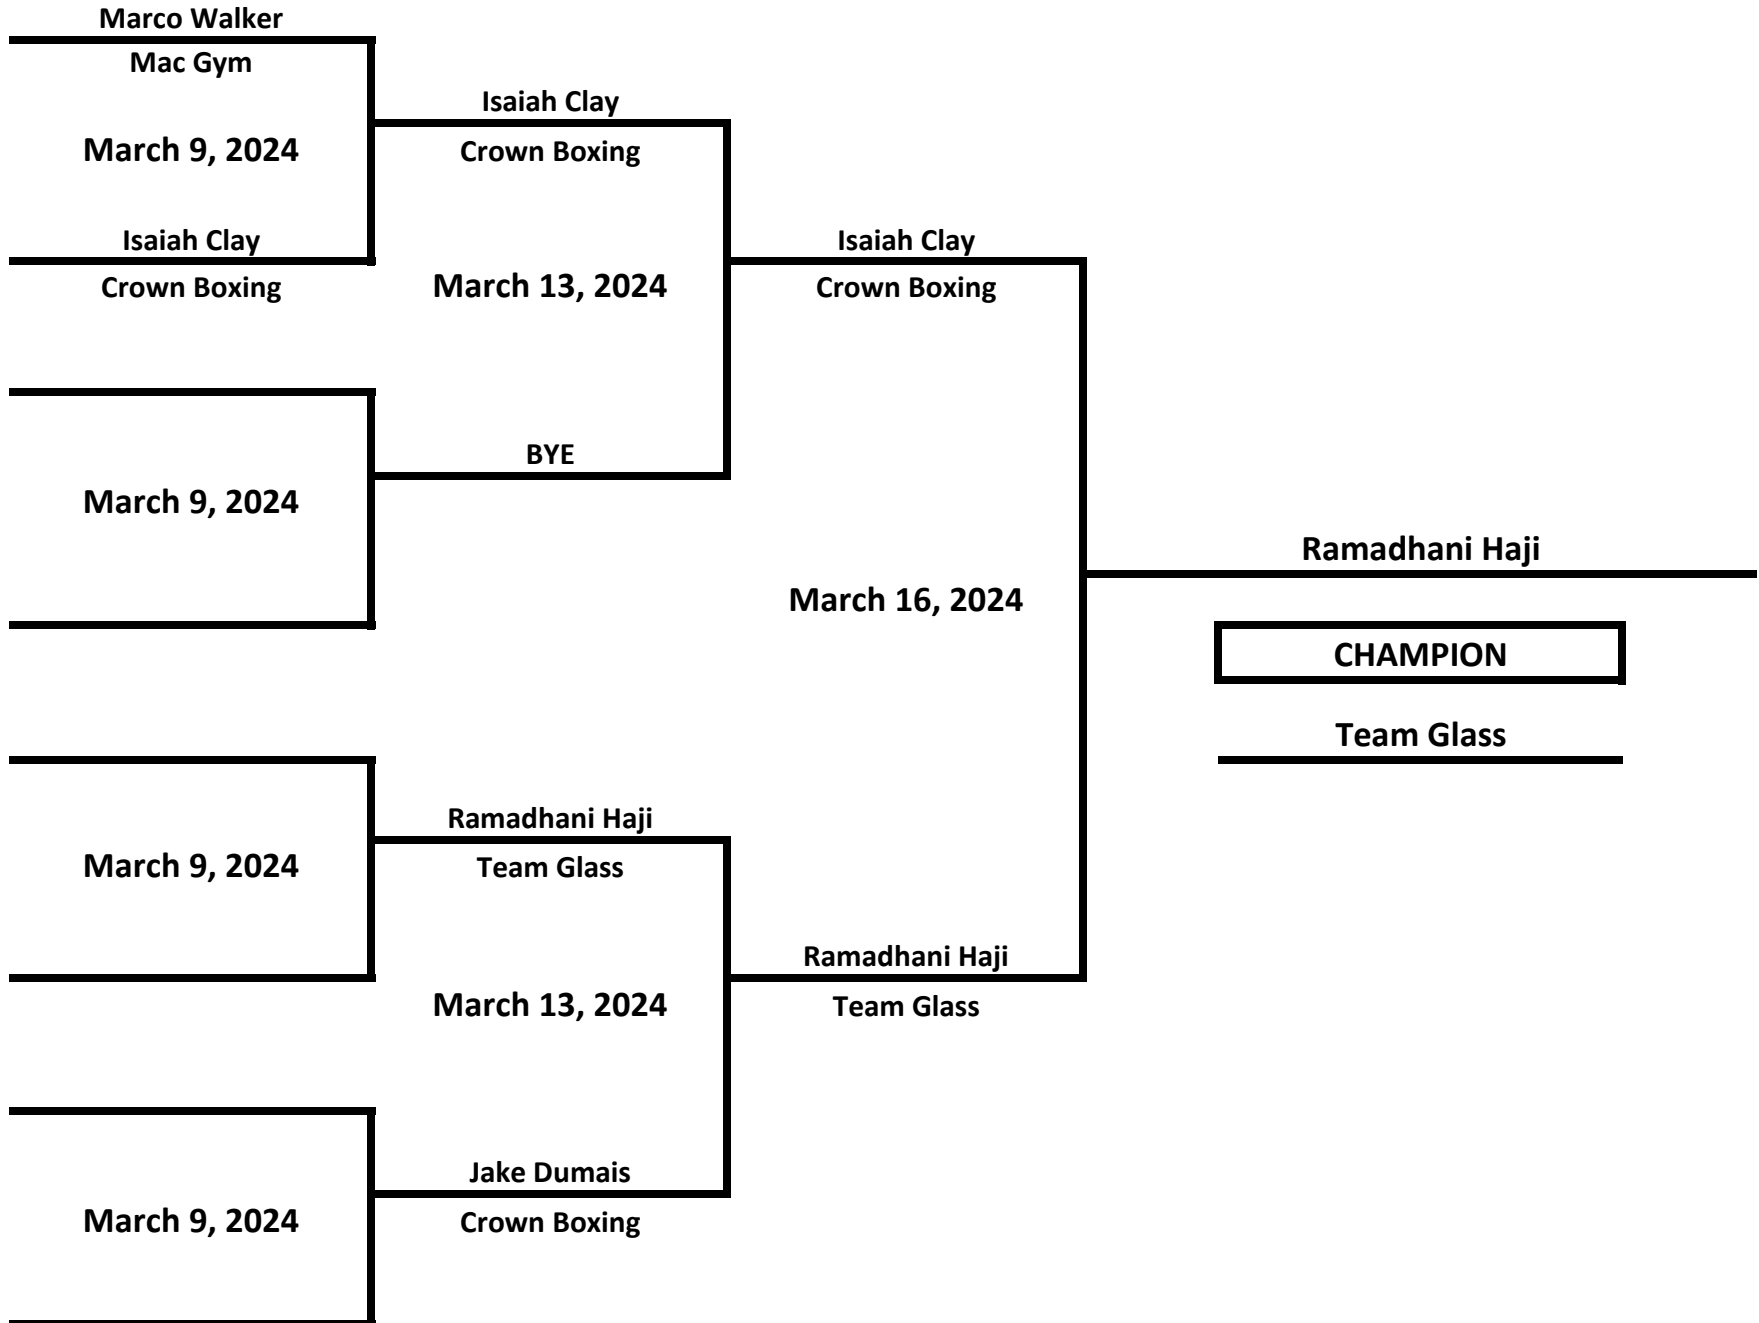 Marco Walker
Mac Gym
March 9, 2024
Isaiah Clay
Crown Boxing
March 9, 2024
March 9, 2024
March 9, 2024
Isaiah Clay
Crown Boxing
March 13, 2024
BYE
Ramadhani Haji
Team Glass
March 13, 2024
Jake Dumais
Crown Boxing
Isaiah Clay
Crown Boxing
March 16, 2024
Ramadhani Haji
Team Glass
Ramadhani Haji
CHAMPION
Team Glass